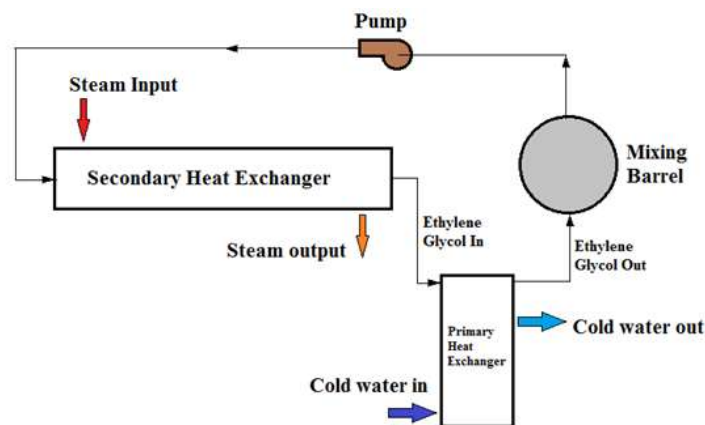 Pump
Steam Input
Secondary Heat Exchanger
Mixing
Barrel
Steam output
Ethylene
Glycol In
Ethylene
Glycol Out
Primary
Heat
Exchanger
Cold water out
Cold water in